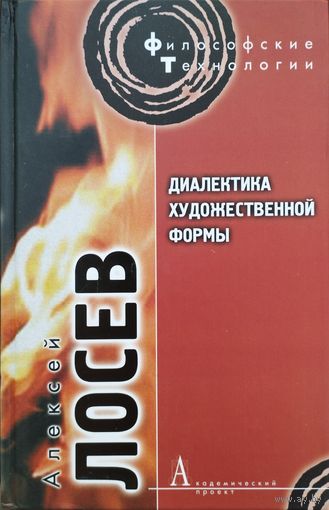 Философские
Технологии
ДИАЛЕКТИКА
ХУДОЖЕСТВЕННОЙ
ФОРМЫ
Алексей
ЛОСЕВ
Академический
проект